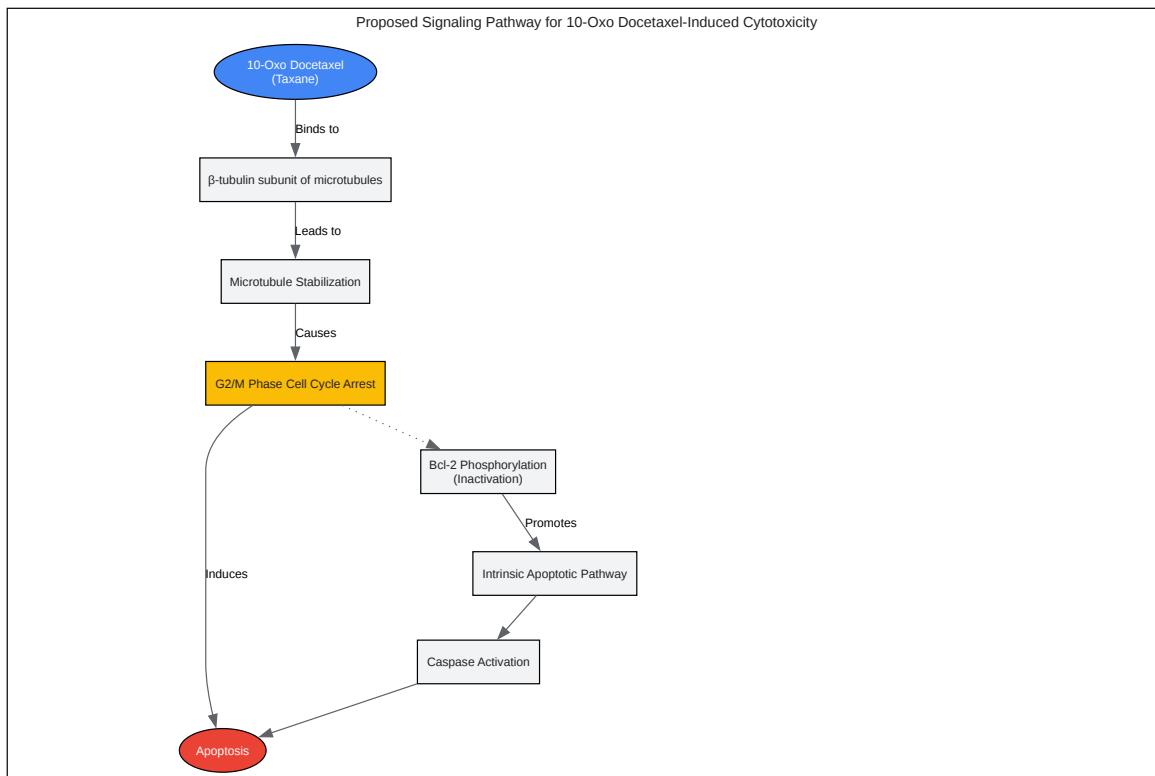 Proposed Signaling Pathway for 10-Oxo Docetaxel-Induced Cytotoxicity
10-Oxo Docetaxel
(Taxane)
Binds to
β-tubulin subunit of microtubules
Leads to
Microtubule Stabilization
Causes
G2/M Phase Cell Cycle Arrest
Bcl-2 Phosphorylation
(Inactivation)
Promotes
Induces
Intrinsic Apoptotic Pathway
Caspase Activation
Apoptosis